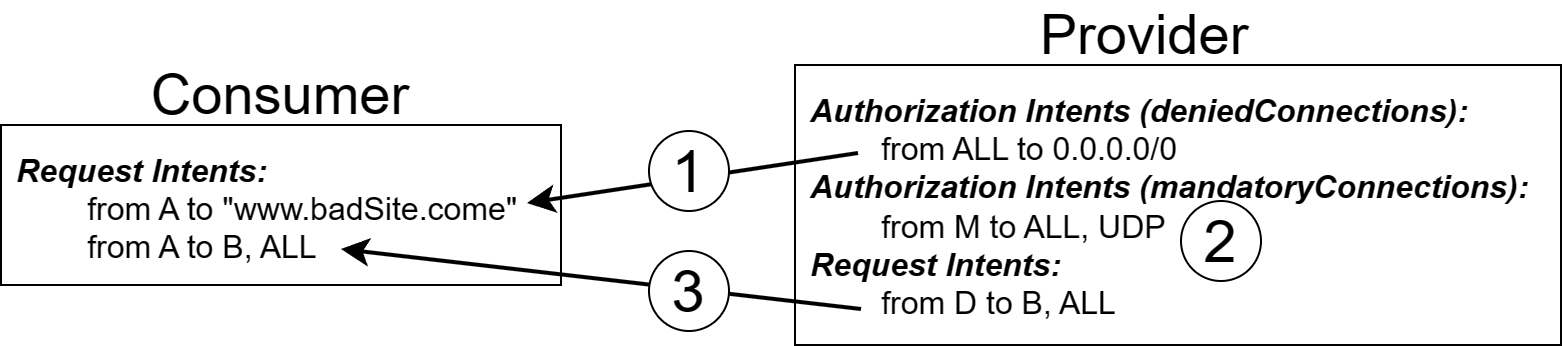 Consumer
Request Intents:
from A to "www.badSite.come"
from A to B, ALL
1
3
Provider
Authorization Intents (deniedConnections):
from ALL to 0.0.0.0/0
Authorization Intents (mandatoryConnections):
from M to ALL, UDP
2
Request Intents:
from D to B, ALL